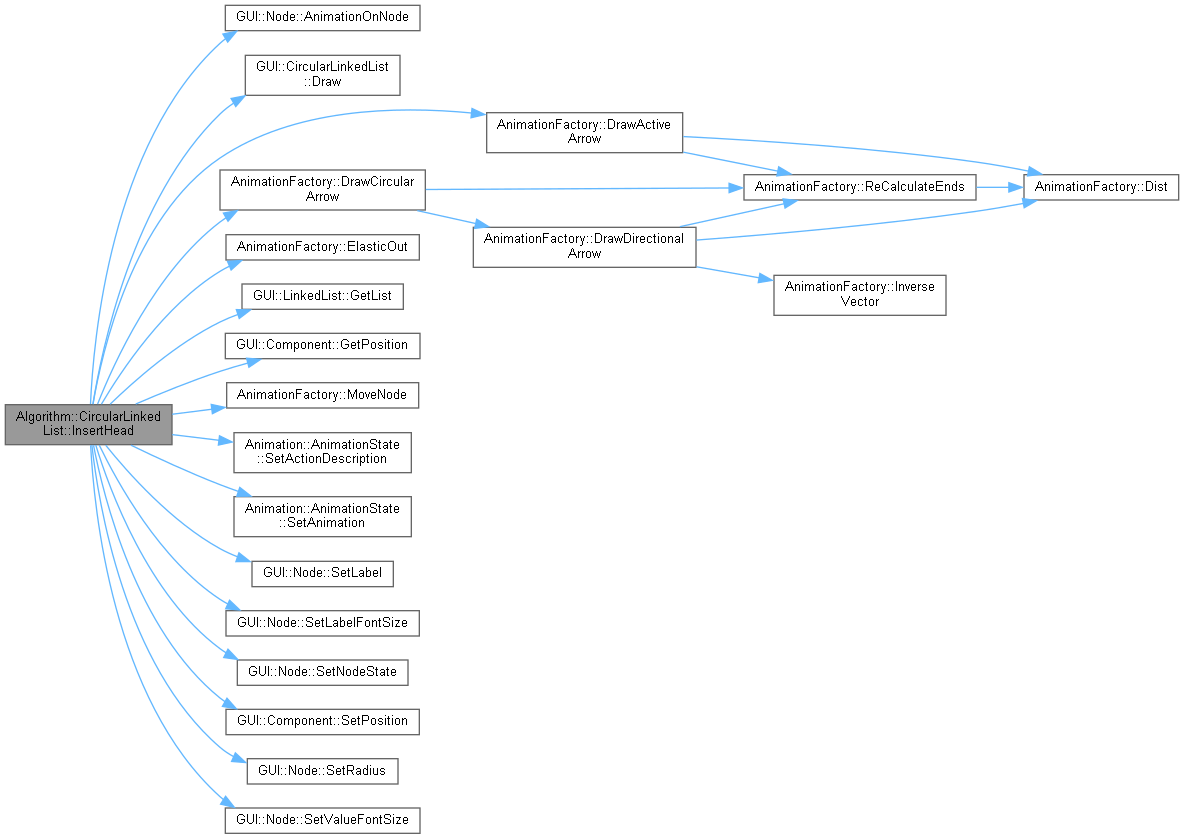 GUI::Node::AnimationOnNode
GUI::CircularLinkedList
::Draw
AnimationFactory::DrawActive
Arrow
AnimationFactory::DrawCircular
Arrow
AnimationFactory::ReCalculateEnds
AnimationFactory::Dist
AnimationFactory::ElasticOut
AnimationFactory::DrawDirectional
Arrow
GUI::LinkedList::GetList
AnimationFactory::Inverse
Vector
GUI::Component::GetPosition
AnimationFactory::MoveNode
Algorithm::CircularLinked
List::InsertHead
Animation::AnimationState
::SetActionDescription
Animation::AnimationState
::SetAnimation
GUI::Node::SetLabel
GUI::Node::SetLabelFontSize
GUI::Node::SetNodeState
GUI::Component::SetPosition
GUI::Node::SetRadius
GUI::Node::SetValueFontSize